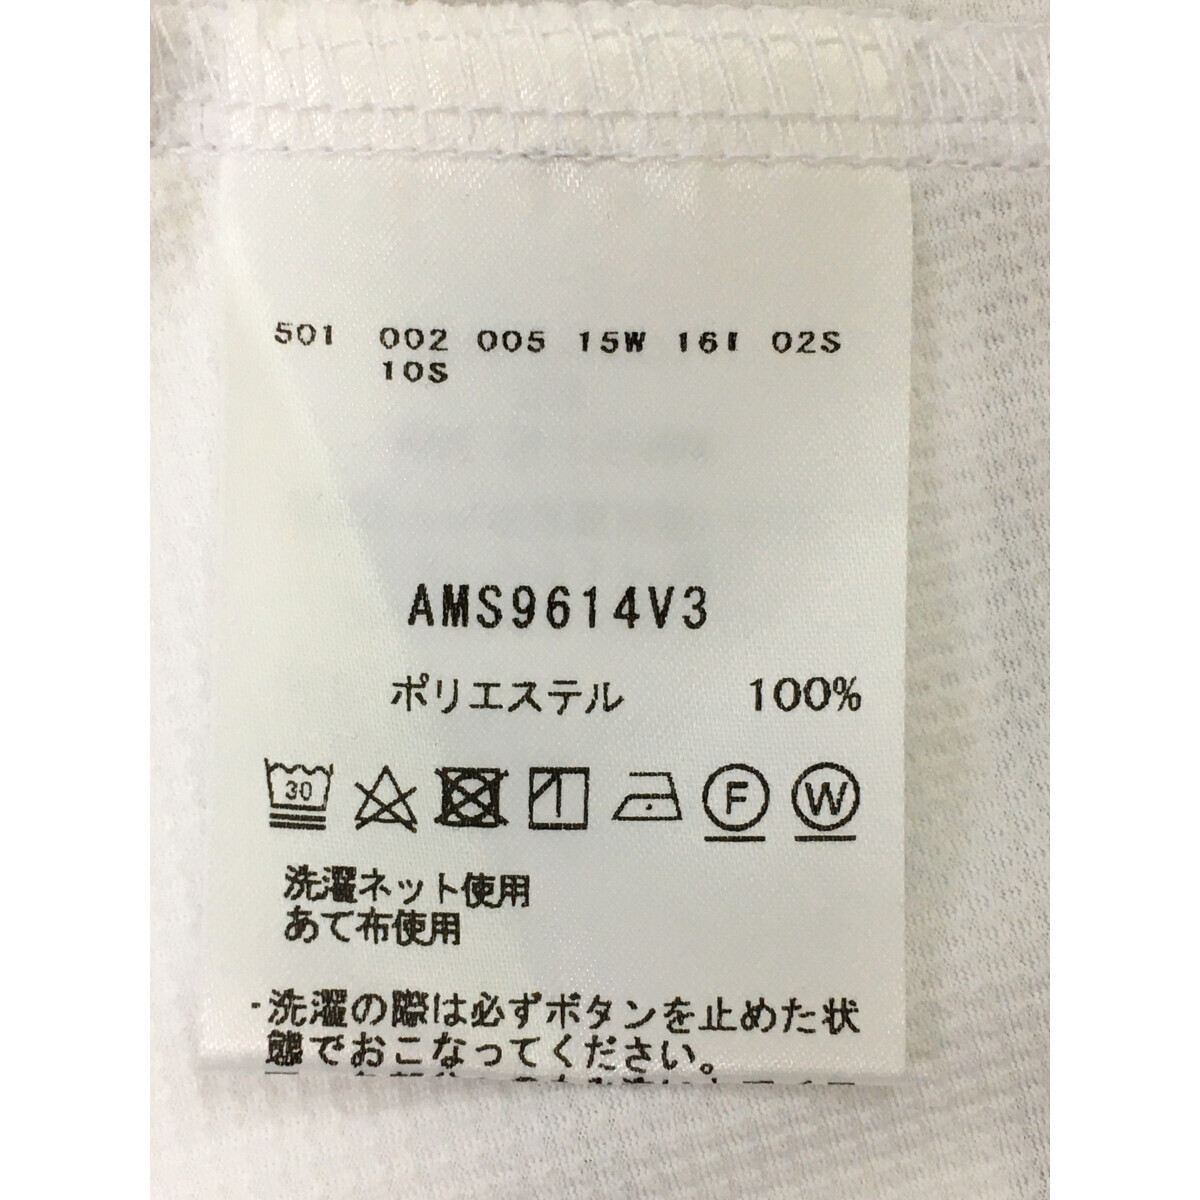 501 002 005 15W 16I 02S
10S
AMS9614V3
ポリエステル 100%
30
F W
洗濯ネット使用
あて布使用
・洗濯の際は必ずボタンを止めた状
態でおこなってください。